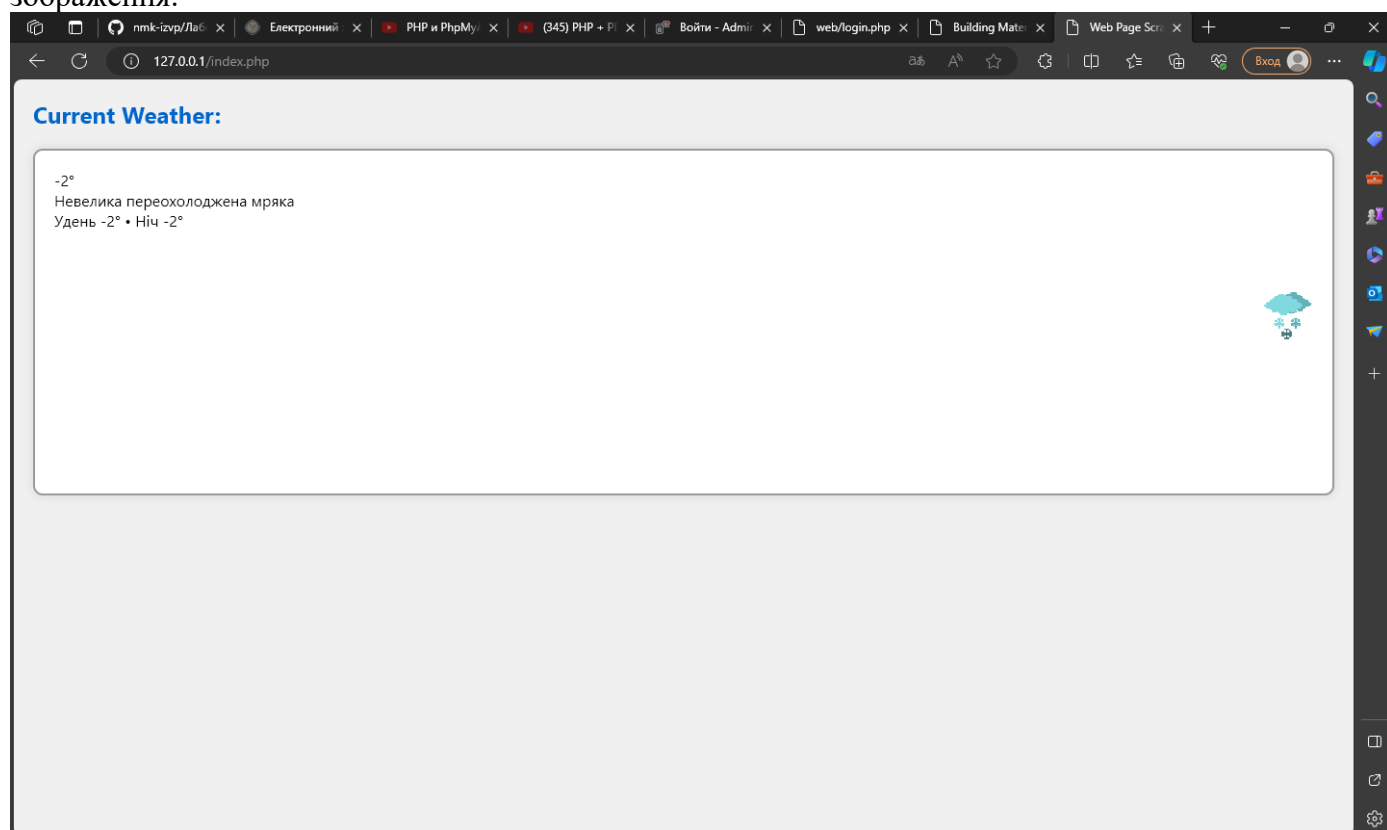 зображення.
nmk-izvp/Лаб
Електронний
PHP и PhpMy
(345) PHP + P
Войти - Admi
web/login.php
Building Mate
Web Page Scr
127.0.0.1/index.php
Вход
Current Weather:
-2°
Невелика переохолоджена мряка
Удень -2° • Ніч -2°